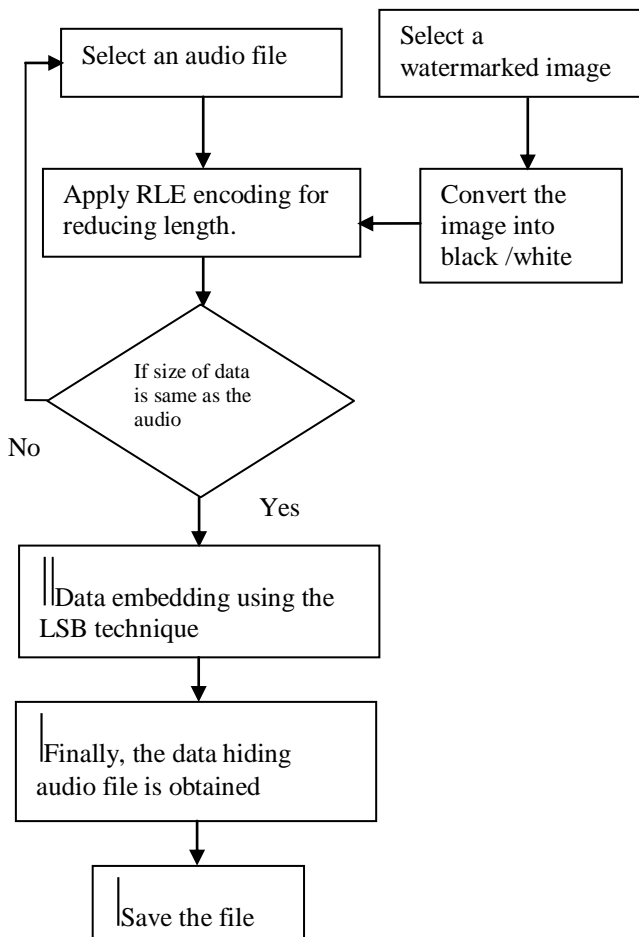 Select an audio file
Select a
watermarked image
Apply RLE encoding for
reducing length.
Convert the
image into
black /white
If size of data
is same as the
audio
No
Yes
Data embedding using the
LSB technique
Finally, the data hiding
audio file is obtained
Save the file